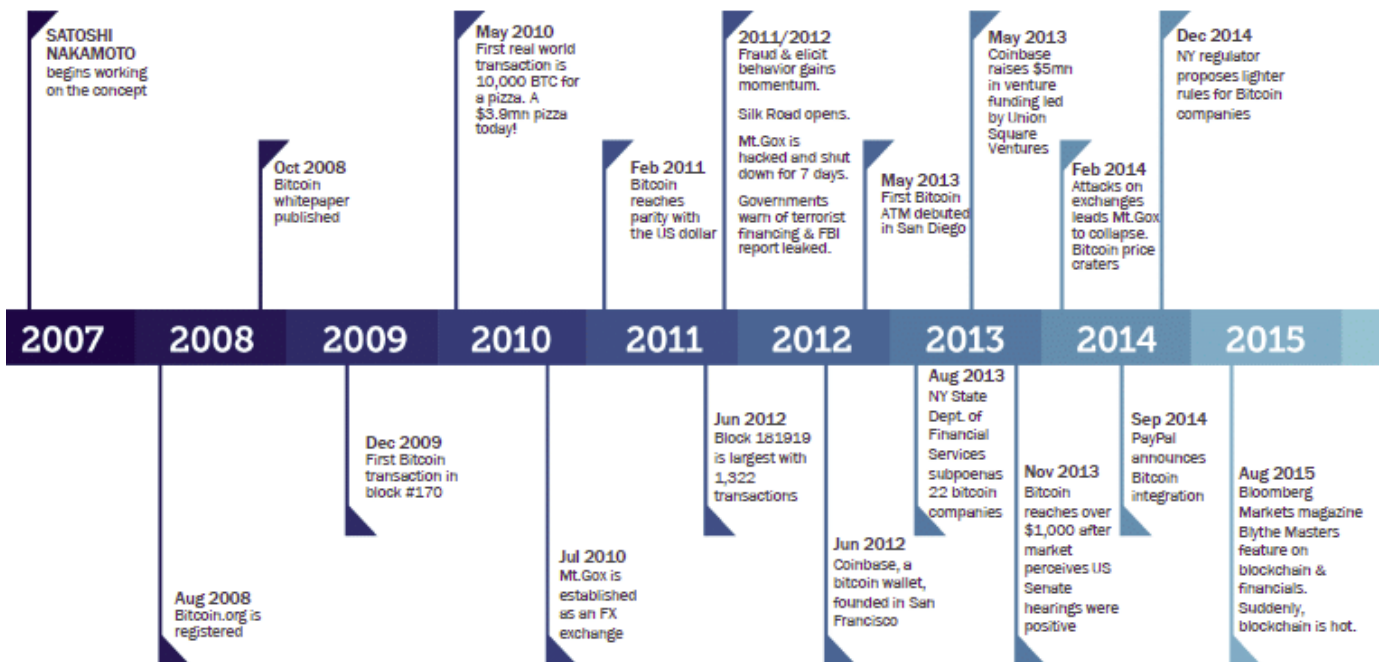 SATOSHI
NAKAMOTO
begins working
on the concept
Oct 2008
Bitcoin
whitepaper
published
May 2010
First real world
transaction is
10,000 BTC for
a pizza. A
$3.9mn pizza
today!
Feb 2011
Bitcoin
reaches
parity with
the US dollar
2011/2012
Fraud & elicit
behavior gains
momentum.
Silk Road opens.
Mt.Gox is
hacked and shut
down for 7 days.
Governments
warn of terrorist
financing & FBI
report leaked.
May 2013
First Bitcoin
ATM debuted
in San Diego
May 2013
Coinbase
raises $5mn
in venture
funding led
by Union
Square
Ventures
Feb 2014
Attacks on
exchanges
leads Mt.Gox
to collapse.
Bitcoin price
craters
Dec 2014
NY regulator
proposes lighter
rules for Bitcoin
companies
2007 2008 2009 2010 2011 2012 2013 2014 2015
Aug 2008
Bitcoin.org is
registered
Dec 2009
First Bitcoin
transaction in
block #170
Jul 2010
Mt.Gox is
established
as an FX
exchange
Jun 2012
Block 181919
is largest with
1,322
transactions
Jun 2012
Coinbase, a
bitcoin wallet,
founded in San
Francisco
Aug 2013
NY State
Dept. of
Financial
Services
subpoenas
22 bitcoin
companies
Nov 2013
Bitcoin
reaches over
$1,000 after
market
perceives US
Senate
hearings were
positive
Sep 2014
PayPal
announces
Bitcoin
integration
Aug 2015
Bloomberg
Markets magazine
Blythe Masters
feature on
blockchain &
financials.
Suddenly,
blockchain is hot.